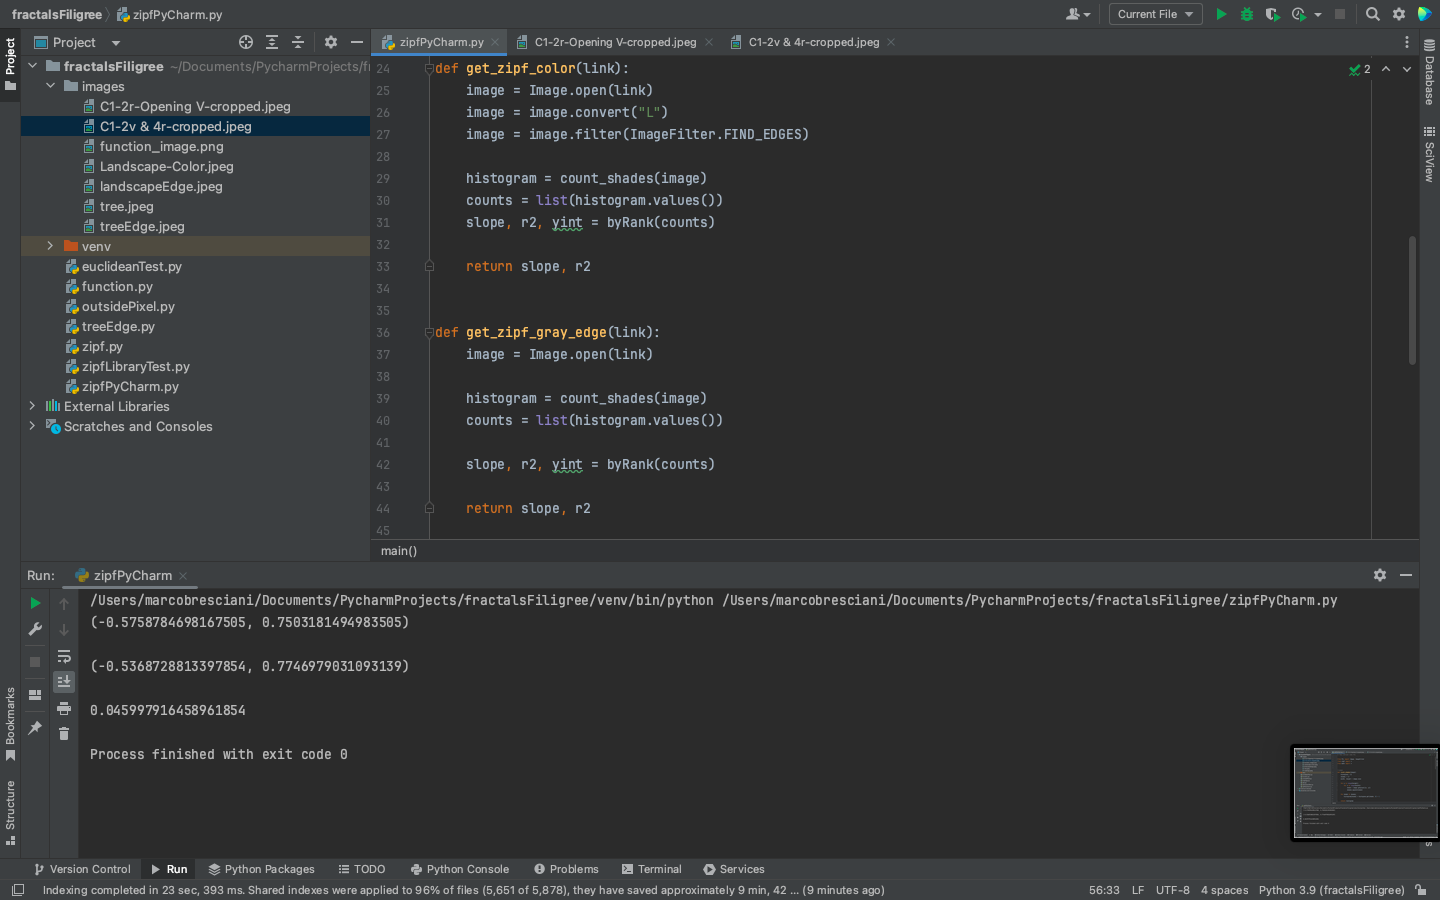 fractalsFiligree zipfPyCharm.py
Current File
Project
Project
zipfPyCharm.py
C1-2r-Opening V-cropped.jpeg
C1-2v & 4r-cropped.jpeg
fractalsFiligree ~/Documents/PycharmProjects/f
images
C1-2r-Opening V-cropped.jpeg
C1-2v & 4r-cropped.jpeg
function_image.png
Landscape-Color.jpeg
landscapeEdge.jpeg
tree.jpeg
treeEdge.jpeg
venv
euclideanTest.py
function.py
outsidePixel.py
treeEdge.py
zipf.py
zipfLibraryTest.py
zipfPyCharm.py
External Libraries
Scratches and Consoles
24 def get_zipf_color(link):
25 image = Image.open(link)
26 image = image.convert("L")
27 image = image.filter(ImageFilter.FIND_EDGES)
28
29 histogram = count_shades(image)
30 counts = list(histogram.values())
31 slope, r2, yint = byRank(counts)
32
33 return slope, r2
34
35
36 def get_zipf_gray_edge(link):
37 image = Image.open(link)
38
39 histogram = count_shades(image)
40 counts = list(histogram.values())
41
42 slope, r2, yint = byRank(counts)
43
44 return slope, r2
45
2
main()
Database
SciView
Run: zipfPyCharm
/Users/marcobresciani/Documents/PycharmProjects/fractalsFiligree/venv/bin/python /Users/marcobresciani/Documents/PycharmProjects/fractalsFiligree/zipfPyCharm.py
(-0.5758784698167505, 0.7503181494983505)
(-0.5368728813397854, 0.7746979031093139)
0.045997916458961854
Process finished with exit code 0
Bookmarks
Structure
Version Control
Run
Python Packages
TODO
Python Console
Problems
Terminal
Services
Indexing completed in 23 sec, 393 ms. Shared indexes were applied to 96% of files (5,651 of 5,878), they have saved approximately 9 min, 42 ... (9 minutes ago)
56:33 LF UTF-8 4 spaces Python 3.9 (fractalsFiligree)